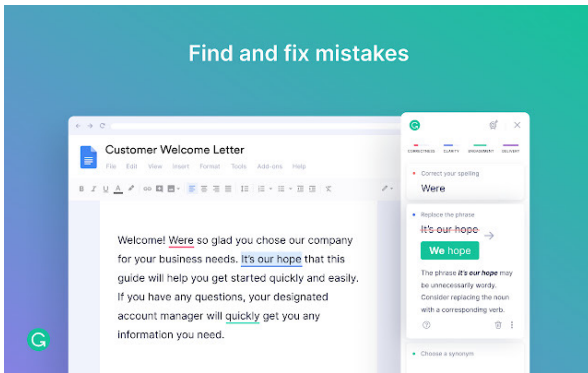 Find and fix mistakes
Customer Welcome Letter
File Edit View Insert Format Tools Add-ons Help
B I U A
Welcome! Were so glad you chose our company
for your business needs. It's our hope that this
guide will help you get started quickly and easily.
If you have any questions, your designated
account manager will quickly get you any
information you need.
CORRECTNESS CLARITY ENGAGEMENT DELIVERY
Correct your spelling
Were
Replace the phrase
It's our hope
We hope
The phrase it's our hope may
be unnecessarily wordy.
Consider replacing the noun
with a corresponding verb.
Choose a synonym